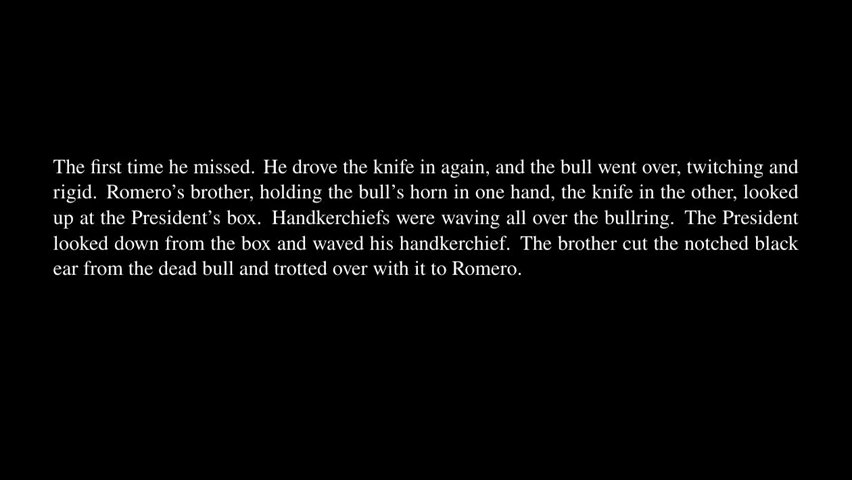 The first time he missed. He drove the knife in again, and the bull went over, twitching and
rigid. Romero's brother, holding the bull's horn in one hand, the knife in the other, looked
up at the President's box. Handkerchiefs were waving all over the bullring. The President
looked down from the box and waved his handkerchief. The brother cut the notched black
ear from the dead bull and trotted over with it to Romero.